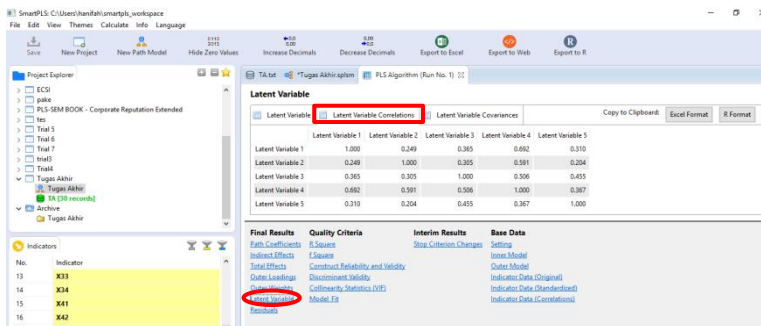 SmartPLS: C:\Users\hanifah\smartpls_workspace
File Edit View Themes Calculate Info Language
Save New Project New Path Model Hide Zero Values Increase Decimals Decrease Decimals Export to Excel Export to Web Export to R
Project Explorer
ECSI
pake
PLS-SEM BOOK - Corporate Reputation Extended
tes
Trial 5
Trial 6
Trial 7
trial3
Trial4
Tugas Akhir
Tugas Akhir
TA [30 records]
Archive
Tugas Akhir
Indicators
No. Indicator
13 X33
14 X34
15 X41
16 X42
TA.txt *Tugas Akhir.splsm PLS Algorithm (Run No. 1)
Latent Variable
Latent Variable Latent Variable Correlations Latent Variable Covariances Copy to Clipboard: Excel Format R Format
Latent Variable 1 Latent Variable 2 Latent Variable 3 Latent Variable 4 Latent Variable 5
Latent Variable 1 1.000 0.249 0.365 0.692 0.310
Latent Variable 2 0.249 1.000 0.305 0.591 0.204
Latent Variable 3 0.365 0.305 1.000 0.506 0.455
Latent Variable 4 0.692 0.591 0.506 1.000 0.367
Latent Variable 5 0.310 0.204 0.455 0.367 1.000
Final Results Quality Criteria Interim Results Base Data
Path Coefficients R Square Stop Criterion Changes Setting
Indirect Effects f Square Inner Model
Total Effects Construct Reliability and Validity Outer Model
Outer Loadings Discriminant Validity Indicator Data (Original)
Outer Weights Collinearity Statistics (VIF) Indicator Data (Standardized)
Latent Variable Model Fit Indicator Data (Correlations)
Residuals